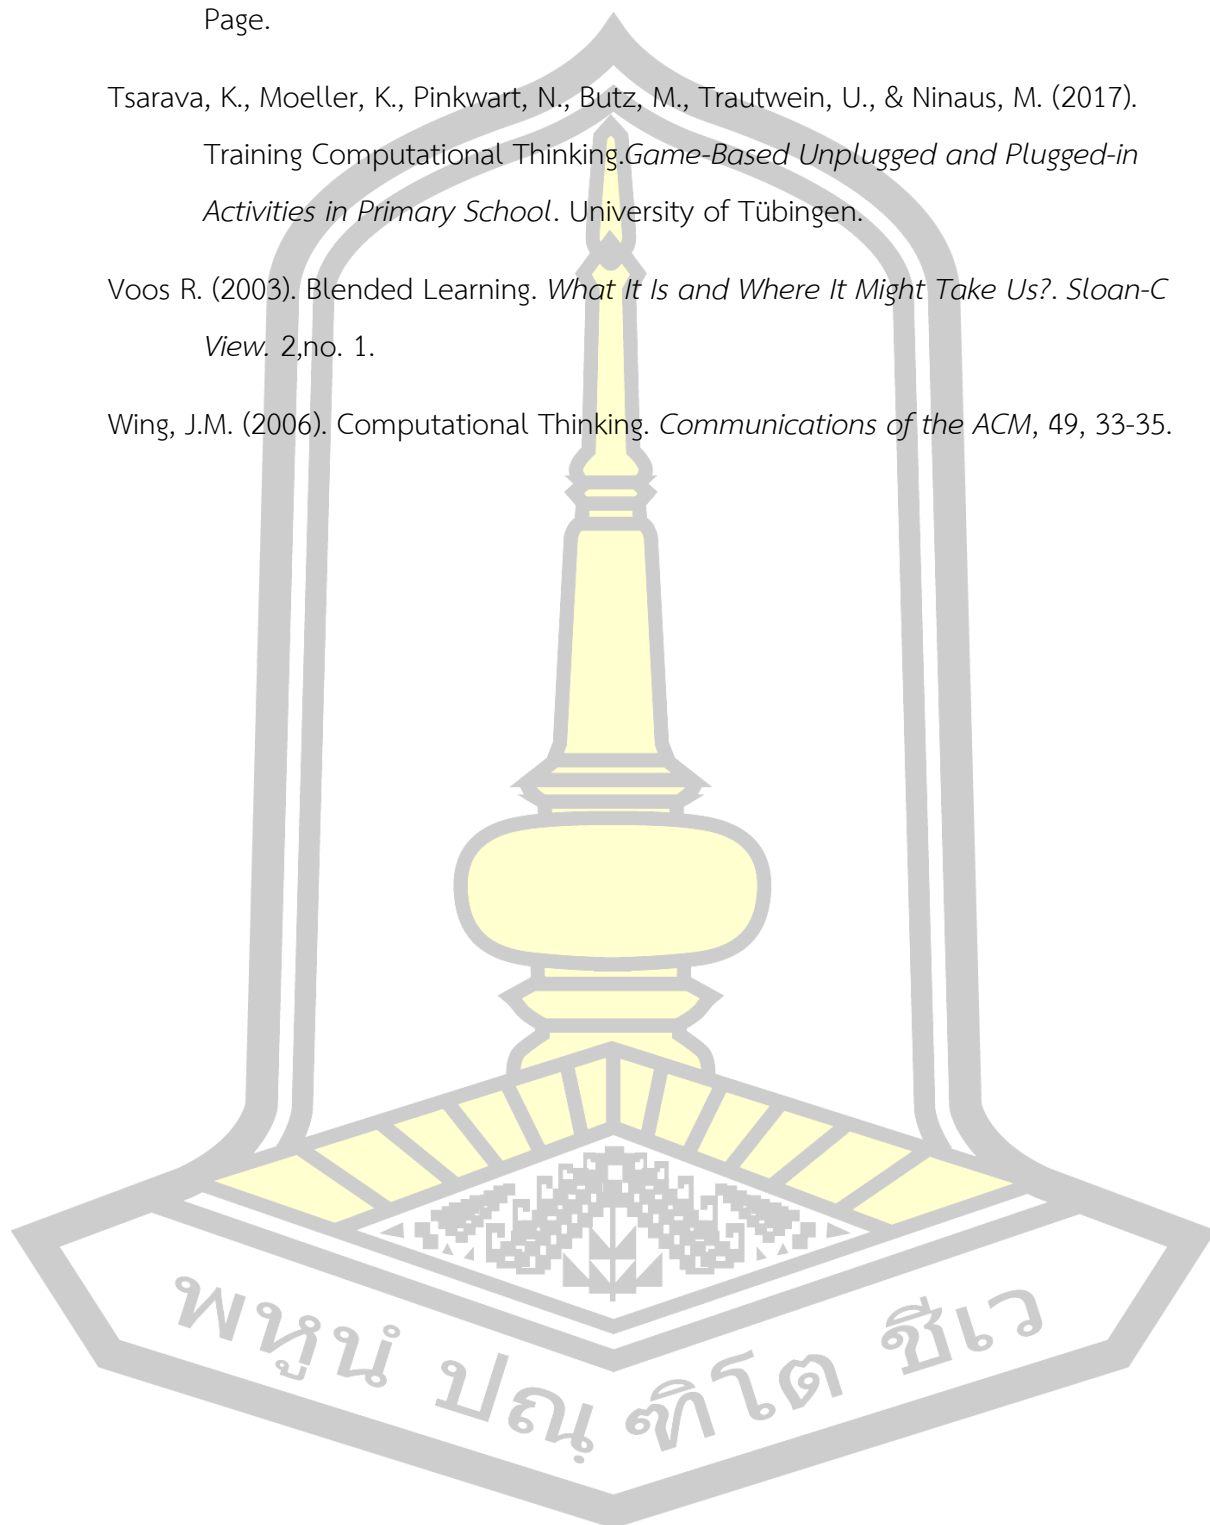 Page.
Tsarava, K., Moeller, K., Pinkwart, N., Butz, M., Trautwein, U., & Ninaus, M. (2017).
Training Computational Thinking.Game-Based Unplugged and Plugged-in
Activities in Primary School. University of Tübingen.
Voos R. (2003). Blended Learning. What It Is and Where It Might Take Us?. Sloan-C
View. 2,no. 1.
Wing, J.M. (2006). Computational Thinking. Communications of the ACM, 49, 33-35.
พหูนํ ปณฺฑิโต ชีเว